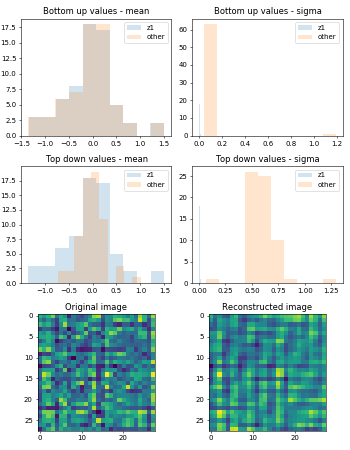 Bottom up values - mean
z1
other
17.5
15.0
12.5
10.0
7.5
5.0
2.5
0.0
−1.5 −1.0 −0.5 0.0 0.5 1.0 1.5
Bottom up values - sigma
z1
other
60
50
40
30
20
10
0
0.0 0.2 0.4 0.6 0.8 1.0 1.2
Top down values - mean
z1
other
17.5
15.0
12.5
10.0
7.5
5.0
2.5
0.0
−1.0 −0.5 0.0 0.5 1.0 1.5
Top down values - sigma
z1
other
25
20
15
10
5
0
0.00 0.25 0.50 0.75 1.00 1.25
Original image
0
5
10
15
20
25
0 10 20
Reconstructed image
0
5
10
15
20
25
0 10 20